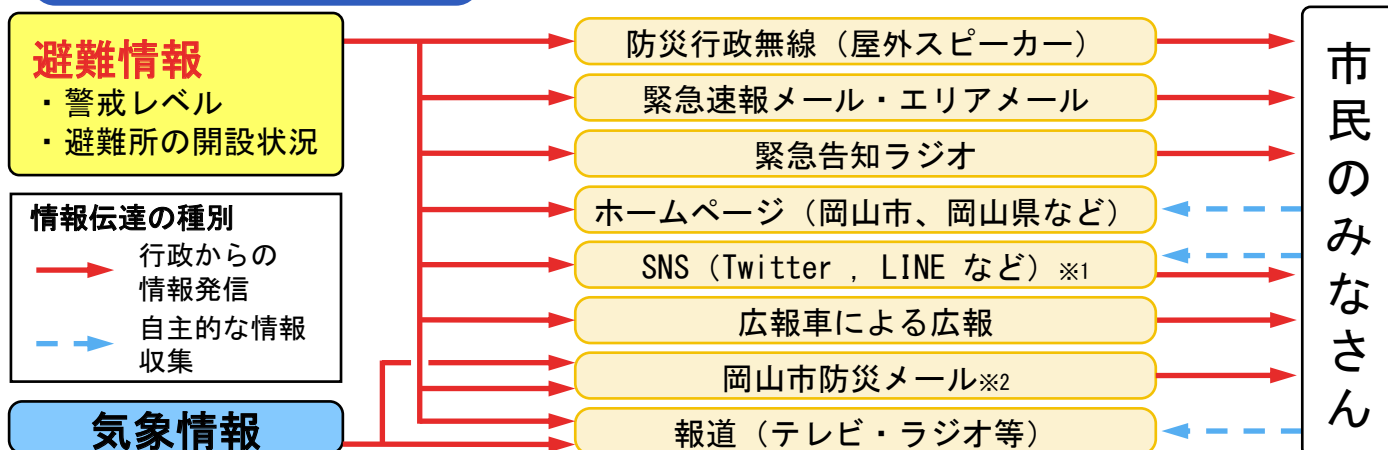 避難情報
・警戒レベル
・避難所の開設状況
情報伝達の種別
行政からの
情報発信
自主的な情報
収集
気象情報
防災行政無線（屋外スピーカー）
緊急速報メール・エリアメール
緊急告知ラジオ
ホームページ（岡山市、岡山県など）
SNS（Twitter , LINE など）※1
広報車による広報
岡山市防災メール※2
報道（テレビ・ラジオ等）
市民のみなさん